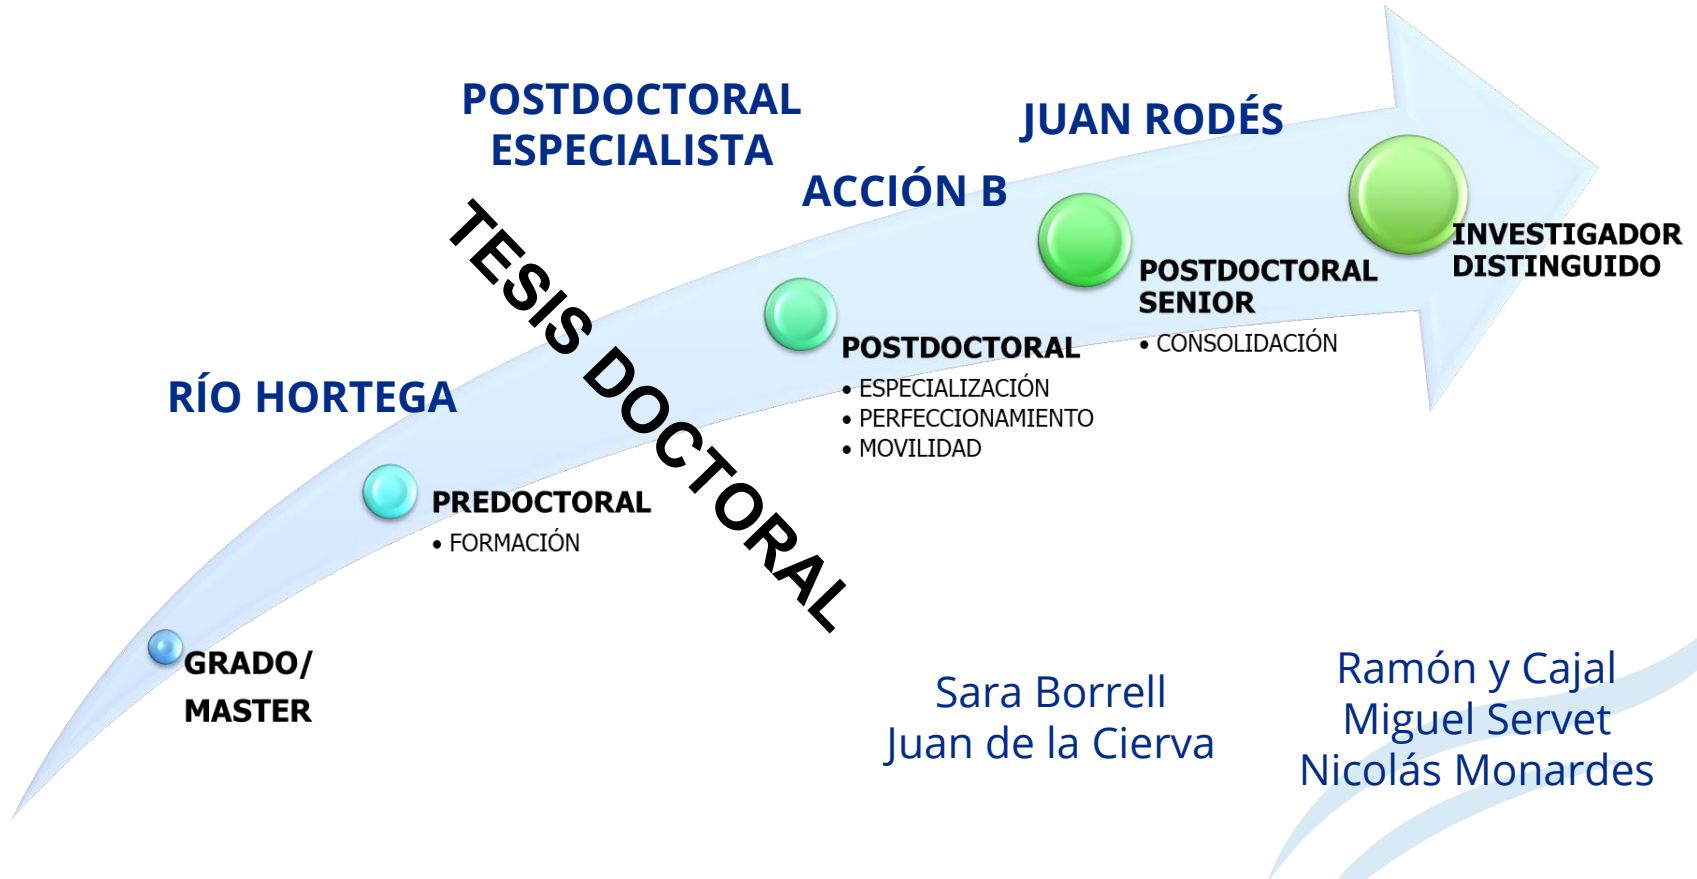 POSTDOCTORAL
ESPECIALISTA
JUAN RODÉS
ACCIÓN B
TESIS DOCTORAL
INVESTIGADOR
DISTINGUIDO
POSTDOCTORAL
SENIOR
• CONSOLIDACIÓN
POSTDOCTORAL
• ESPECIALIZACIÓN
• PERFECCIONAMIENTO
• MOVILIDAD
RÍO HORTEGA
PREDOCTORAL
• FORMACIÓN
GRADO/
MASTER
Sara Borrell
Juan de la Cierva
Ramón y Cajal
Miguel Servet
Nicolás Monardes